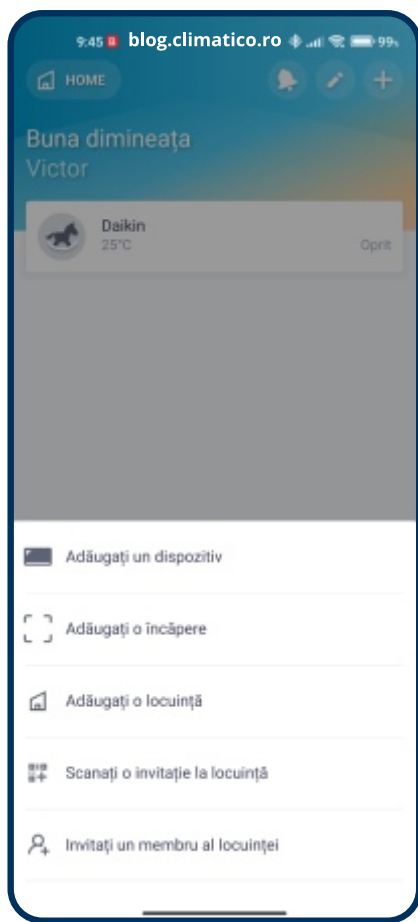 9:45 blog.climatico.ro 99
HOME
Buna dimineața
Victor
Daikin
25°C
Oprit
Adăugați un dispozitiv
Adăugați o încăpere
Adăugați o locuință
Scanați o invitație la locuință
Invitați un membru al locuinței